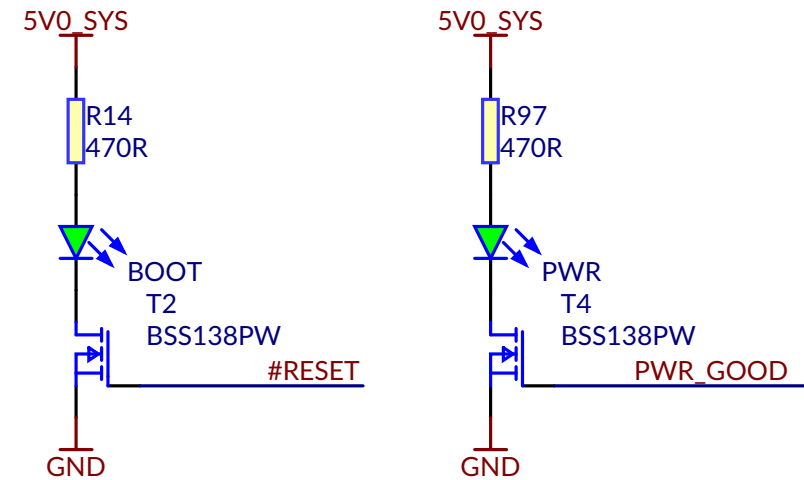 5V0_SYS
R14
470R
BOOT
T2
BSS138PW
#RESET
GND
5V0_SYS
R97
470R
PWR
T4
BSS138PW
PWR_GOOD
GND